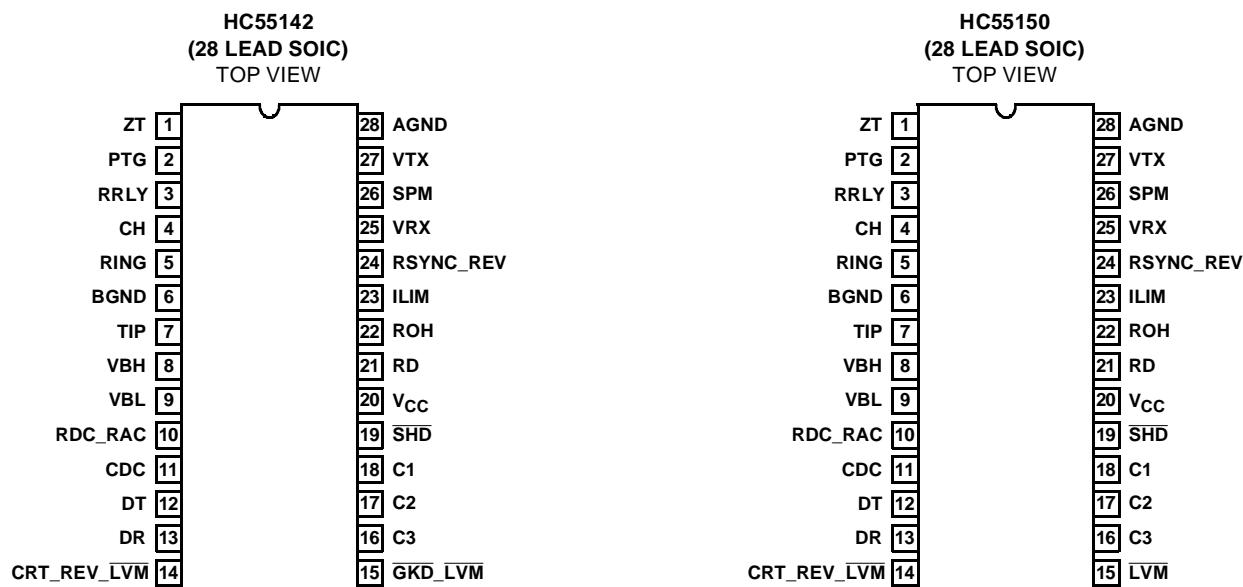 HC55142
(28 LEAD SOIC)
TOP VIEW
ZT 1 28 AGND
PTG 2 27 VTX
RRLY 3 26 SPM
CH 4 25 VRX
RING 5 24 RSYNC_REV
BGND 6 23 ILIM
TIP 7 22 ROH
VBH 8 21 RD
VBL 9 20 VCC
RDC_RAC 10 19 SHD
CDC 11 18 C1
DT 12 17 C2
DR 13 16 C3
CRT_REV_LVM 14 15 GKD_LVM
HC55150
(28 LEAD SOIC)
TOP VIEW
ZT 1 28 AGND
PTG 2 27 VTX
RRLY 3 26 SPM
CH 4 25 VRX
RING 5 24 RSYNC_REV
BGND 6 23 ILIM
TIP 7 22 ROH
VBH 8 21 RD
VBL 9 20 VCC
RDC_RAC 10 19 SHD
CDC 11 18 C1
DT 12 17 C2
DR 13 16 C3
CRT_REV_LVM 14 15 LVM